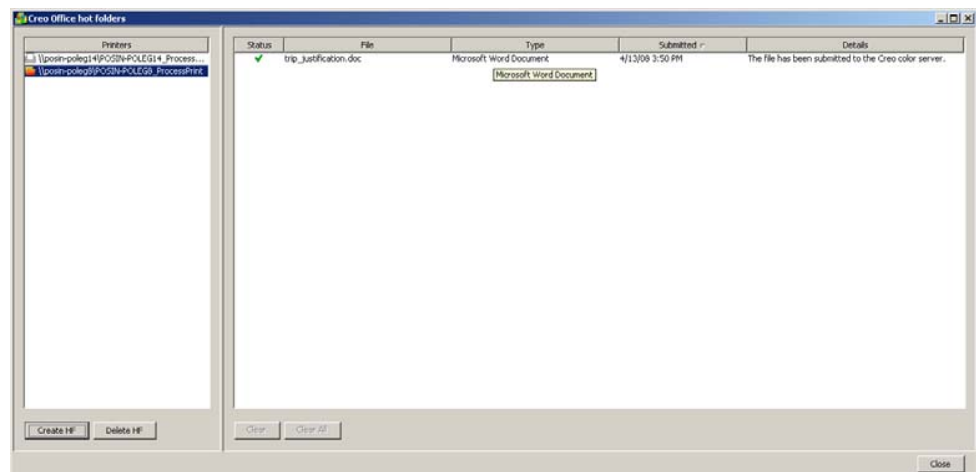 Creo Office hot folders
Printers
\\posin-poleg14\POSIN-POLEG14_Process...
\\posin-poleg8\POSIN-POLEG8_ProcessPrint
Status File Type Submitted Details
trip_justification.doc Microsoft Word Document 4/13/09 3:50 PM The file has been submitted to the Creo color server.
Microsoft Word Document
Create HF Delete HF Clear Clear All
Close